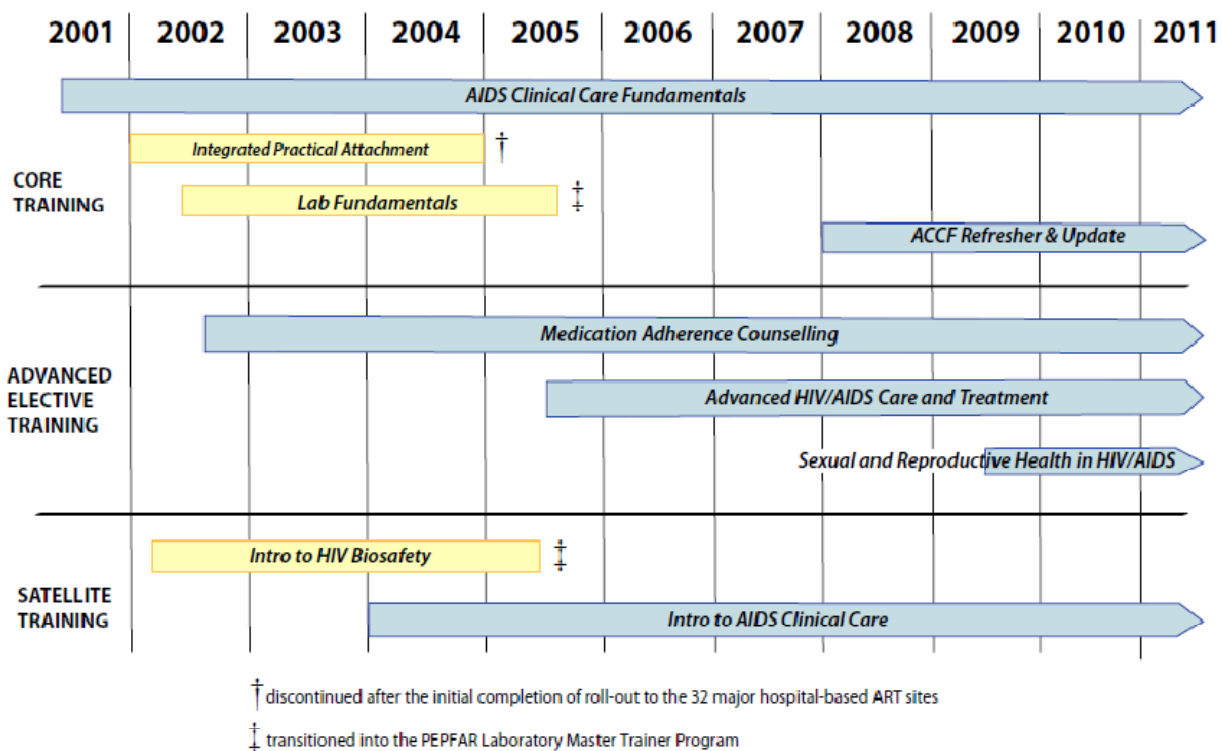 2001 2002 2003 2004 2005 2006 2007 2008 2009 2010 2011
AIDS Clinical Care Fundamentals
Integrated Practical Attachment †
CORE
TRAINING
Lab Fundamentals ‡
ACCF Refresher & Update
Medication Adherence Counselling
ADVANCED
ELECTIVE
TRAINING
Advanced HIV/AIDS Care and Treatment
Sexual and Reproductive Health in HIV/AIDS
Intro to HIV Biosafety ‡
SATELLITE
TRAINING
Intro to AIDS Clinical Care
† discontinued after the initial completion of roll-out to the 32 major hospital-based ART sites
‡ transitioned into the PEPFAR Laboratory Master Trainer Program